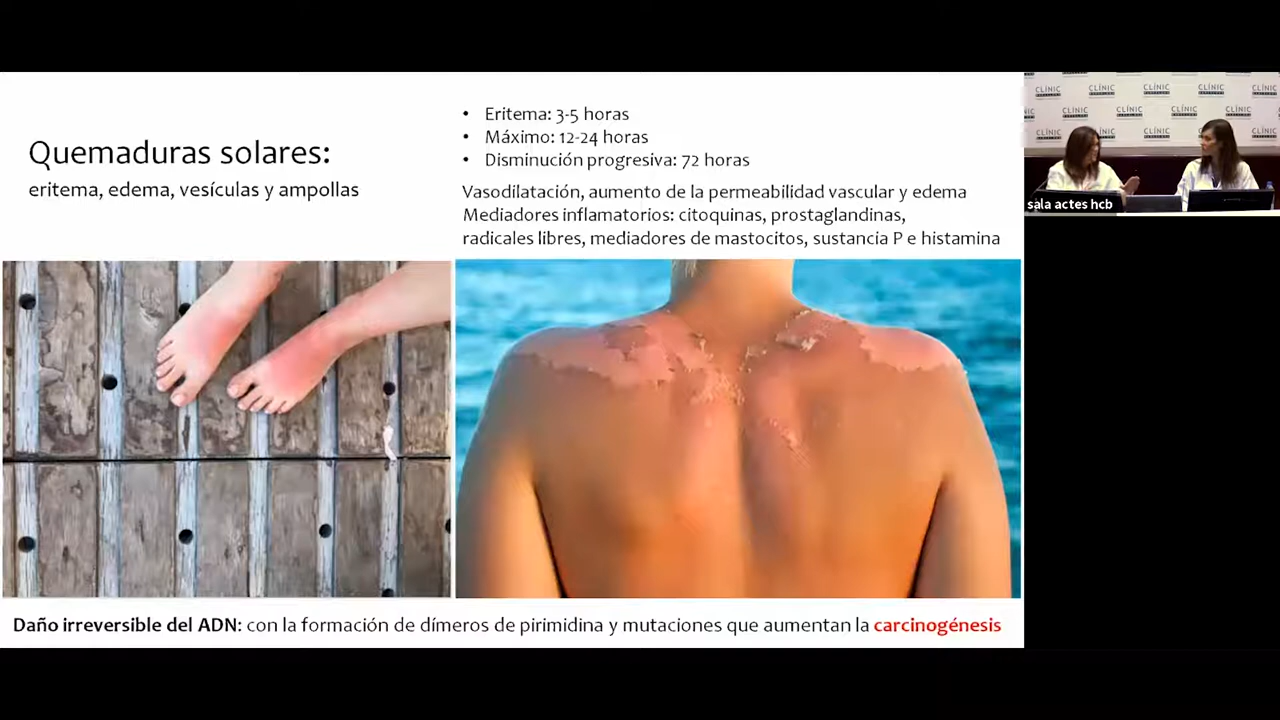 Quemaduras solares:
eritema, edema, vesículas y ampollas
• Eritema: 3-5 horas
• Máximo: 12-24 horas
• Disminución progresiva: 72 horas
Vasodilatación, aumento de la permeabilidad vascular y edema
Mediadores inflamatorios: citoquinas, prostaglandinas,
radicales libres, mediadores de mastocitos, sustancia P e histamina
Daño irreversible del ADN: con la formación de dímeros de pirimidina y mutaciones que aumentan la carcinogénesis
CLÍNIC
BARCELONA
sala actes hcb